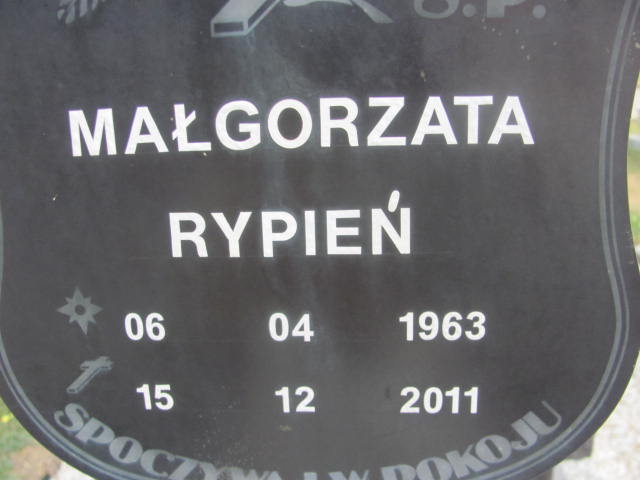 Ś.P.
MAŁGORZATA
RYPIEŃ
06 04 1963
15 12 2011
SPOCZYWAJ W POKOJU